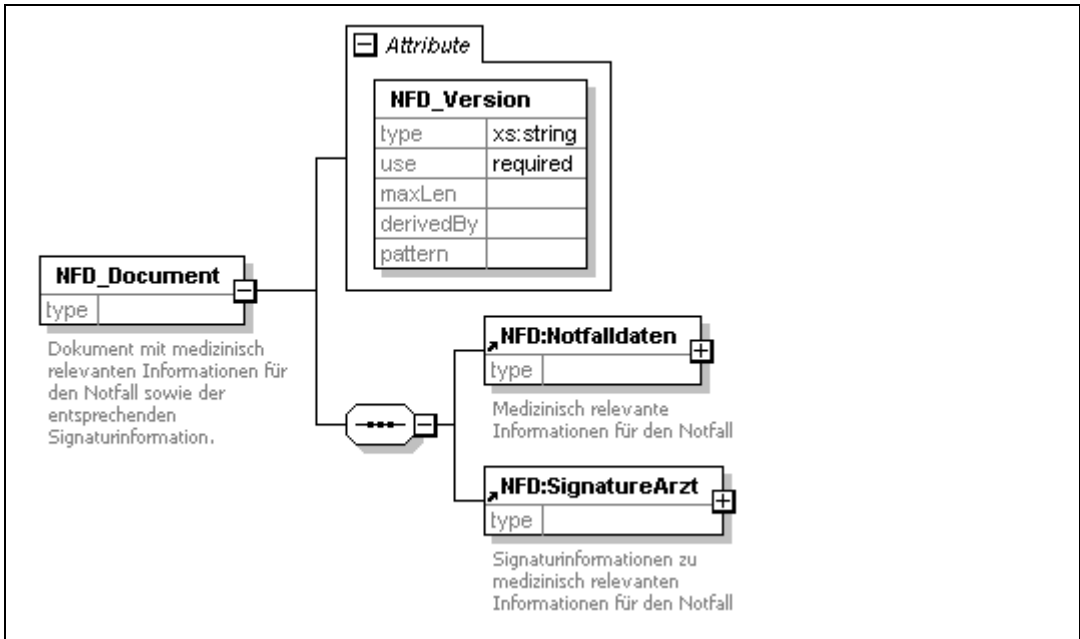 Attribute
NFD_Version
type xs:string
use required
maxLen
derivedBy
pattern
NFD_Document
type
Dokument mit medizinisch
relevanten Informationen für
den Notfall sowie der
entsprechenden
Signaturinformation.
NFD:Notfalldaten
type
Medizinisch relevante
Informationen für den Notfall
NFD:SignatureArzt
type
Signaturinformationen zu
medizinisch relevanten
Informationen für den Notfall